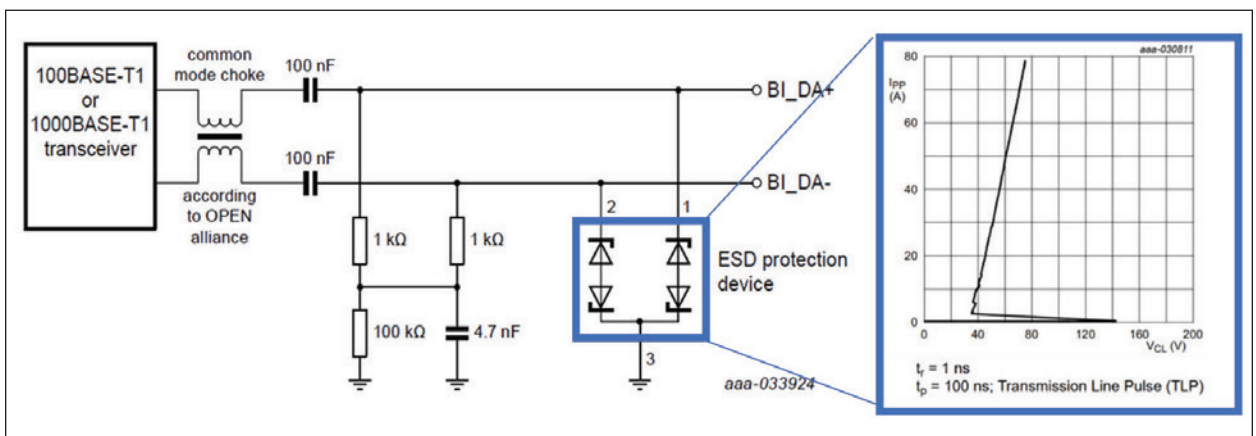 100BASE-T1
or
1000BASE-T1
transceiver
common
mode choke
according
to OPEN
alliance
100 nF
100 nF
BI_DA+
BI_DA-
1 kΩ
1 kΩ
100 kΩ
4.7 nF
2
1
3
ESD protection
device
aaa-033924
aaa-030811
IPP
(A)
80
60
40
20
0
0
40
80
120
160
200
VCL (V)
tr = 1 ns
tp = 100 ns; Transmission Line Pulse (TLP)